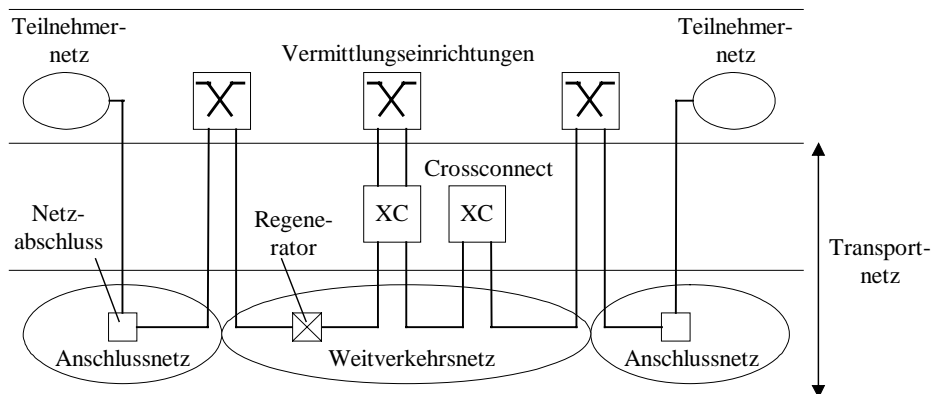 Teilnehmer-
netz
Vermittlungseinrichtungen
Teilnehmer-
netz
Crossconnect
XC
XC
Netz-
abschluss
Regene-
rator
Transport-
netz
Anschlussnetz
Weitverkehrsnetz
Anschlussnetz